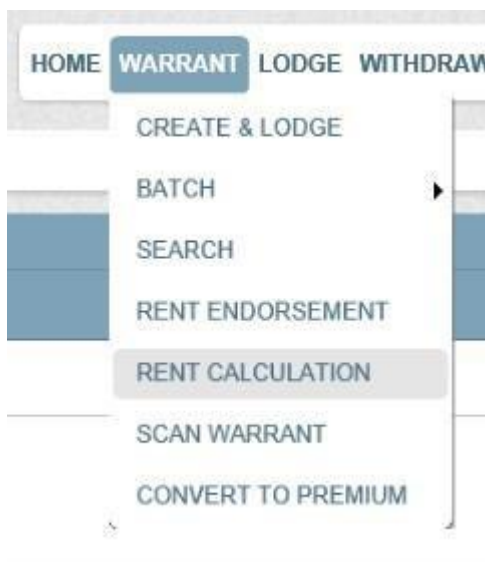 HOME WARRANT LODGE WITHDRAW
CREATE & LODGE
BATCH
SEARCH
RENT ENDORSEMENT
RENT CALCULATION
SCAN WARRANT
CONVERT TO PREMIUM